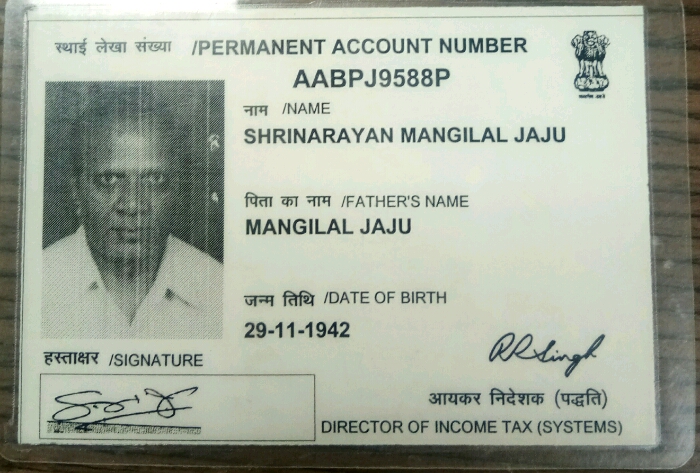 स्थाई लेखा संख्या /PERMANENT ACCOUNT NUMBER
AABPJ9588P
नाम /NAME
SHRINARAYAN MANGILAL JAJU
पिता का नाम /FATHER'S NAME
MANGILAL JAJU
जन्म तिथि /DATE OF BIRTH
29-11-1942
हस्ताक्षर /SIGNATURE
RRSingh
आयकर निदेशक (पद्धति)
DIRECTOR OF INCOME TAX (SYSTEMS)